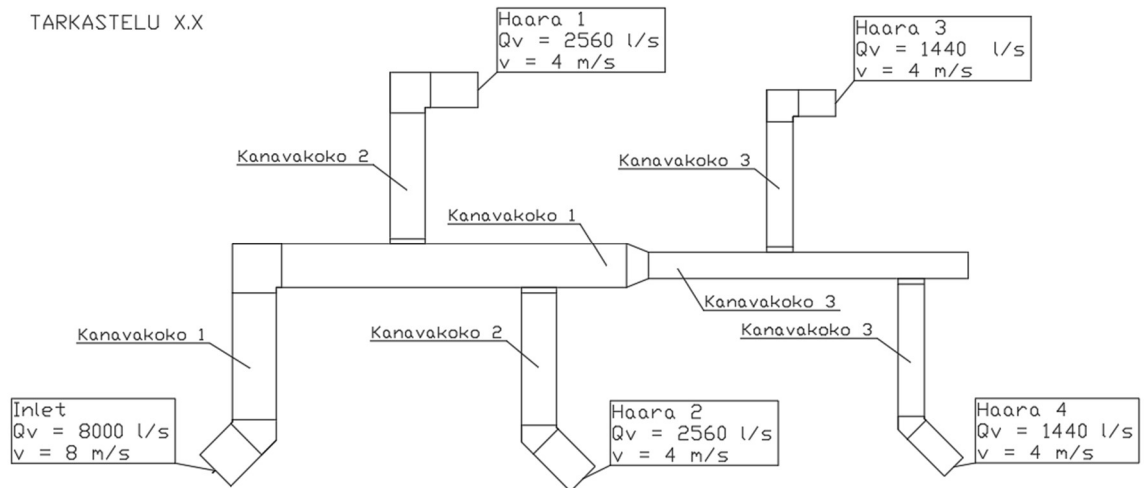 TARKASTELU X.X
Haara 1
Qv = 2560 l/s
v = 4 m/s
Haara 3
Qv = 1440 l/s
v = 4 m/s
Kanavakoko 2
Kanavakoko 3
Kanavakoko 1
Kanavakoko 3
Kanavakoko 1
Kanavakoko 2
Kanavakoko 3
Inlet
Qv = 8000 l/s
v = 8 m/s
Haara 2
Qv = 2560 l/s
v = 4 m/s
Haara 4
Qv = 1440 l/s
v = 4 m/s